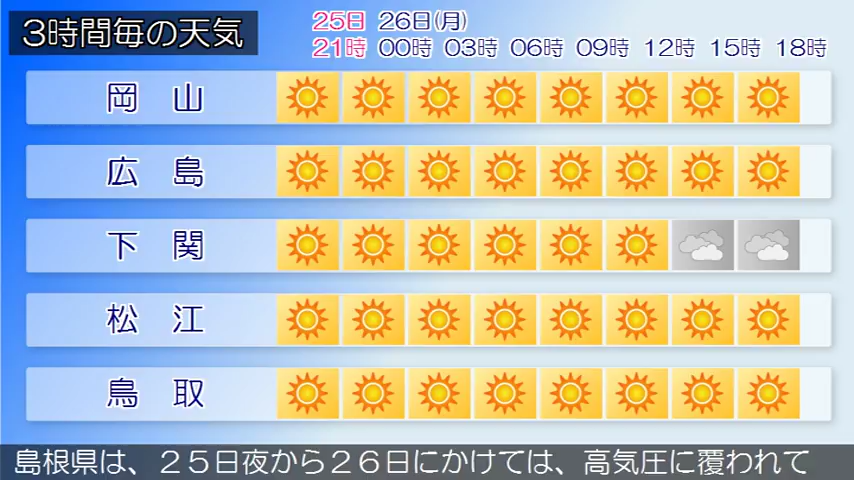 3時間毎の天気
25日 26日(月)
21時 00時 03時 06時 09時 12時 15時 18時
岡 山
広 島
下 関
松 江
鳥 取
島根県は、２５日夜から２６日にかけては、高気圧に覆われて